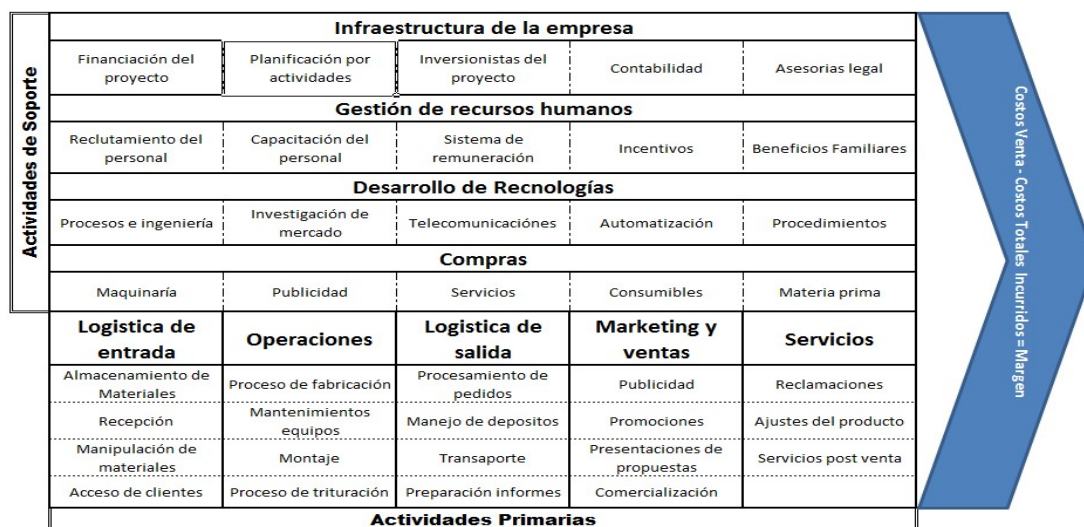 Actividades de Soporte
Infraestructura de la empresa
Financiación del
proyecto
Planificación por
actividades
Inversionistas del
proyecto
Contabilidad
Asesorias legal
Gestión de recursos humanos
Reclutamiento del
personal
Capacitación del
personal
Sistema de
remuneración
Incentivos
Beneficios Familiares
Desarrollo de Recnologías
Procesos e ingeniería
Investigación de
mercado
Telecomunicaciónes
Automatización
Procedimientos
Compras
Maquinaría
Publicidad
Servicios
Consumibles
Materia prima
Logistica de
entrada
Operaciones
Logistica de
salida
Marketing y
ventas
Servicios
Almacenamiento de
Materiales
Proceso de fabricación
Procesamiento de
pedidos
Publicidad
Reclamaciones
Recepción
Mantenimientos
equipos
Manejo de depositos
Promociones
Ajustes del producto
Manipulación de
materiales
Montaje
Transporte
Presentaciones de
propuestas
Servicios post venta
Acceso de clientes
Proceso de trituración
Preparación informes
Comercialización
Actividades Primarias
Costos Venta - Costos Totales Incurridos = Margen